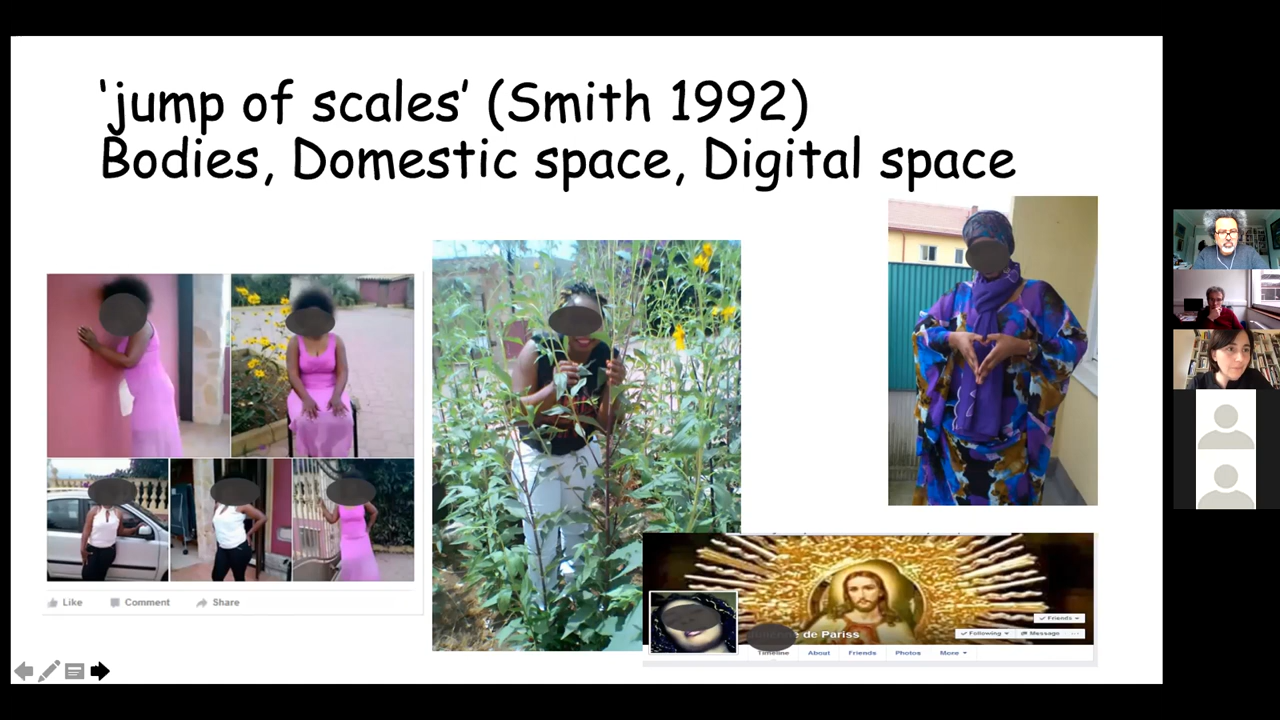 ‘jump of scales’ (Smith 1992)
Bodies, Domestic space, Digital space
Like Comment Share
Friends
Following Message ...
de Pariss
Timeline About Friends Photos More